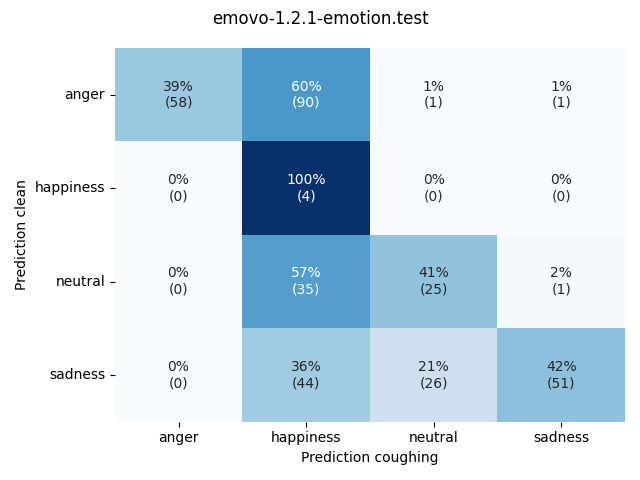 emovo-1.2.1-emotion.test
anger
39%
(58)
60%
(90)
1%
(1)
1%
(1)
happiness
0%
(0)
100%
(4)
0%
(0)
0%
(0)
neutral
0%
(0)
57%
(35)
41%
(25)
2%
(1)
sadness
0%
(0)
36%
(44)
21%
(26)
42%
(51)
Prediction clean
anger
happiness
neutral
sadness
Prediction coughing